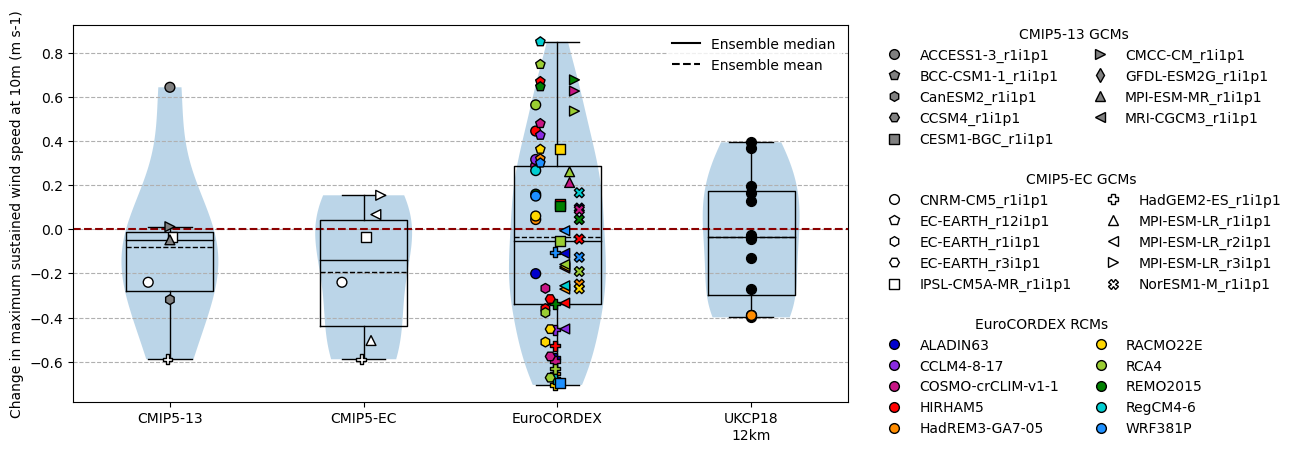 Change in maximum sustained wind speed at 10m (m s-1)
0.8
0.6
0.4
0.2
0.0
−0.2
−0.4
−0.6
CMIP5-13
CMIP5-EC
EuroCORDEX
UKCP18
12km
Ensemble median
Ensemble mean
CMIP5-13 GCMs
ACCESS1-3_r1i1p1
BCC-CSM1-1_r1i1p1
CanESM2_r1i1p1
CCSM4_r1i1p1
CESM1-BGC_r1i1p1
CMCC-CM_r1i1p1
GFDL-ESM2G_r1i1p1
MPI-ESM-MR_r1i1p1
MRI-CGCM3_r1i1p1
CMIP5-EC GCMs
CNRM-CM5_r1i1p1
EC-EARTH_r12i1p1
EC-EARTH_r1i1p1
EC-EARTH_r3i1p1
IPSL-CM5A-MR_r1i1p1
HadGEM2-ES_r1i1p1
MPI-ESM-LR_r1i1p1
MPI-ESM-LR_r2i1p1
MPI-ESM-LR_r3i1p1
NorESM1-M_r1i1p1
EuroCORDEX RCMs
ALADIN63
CCLM4-8-17
COSMO-crCLIM-v1-1
HIRHAM5
HadREM3-GA7-05
RACMO22E
RCA4
REMO2015
RegCM4-6
WRF381P